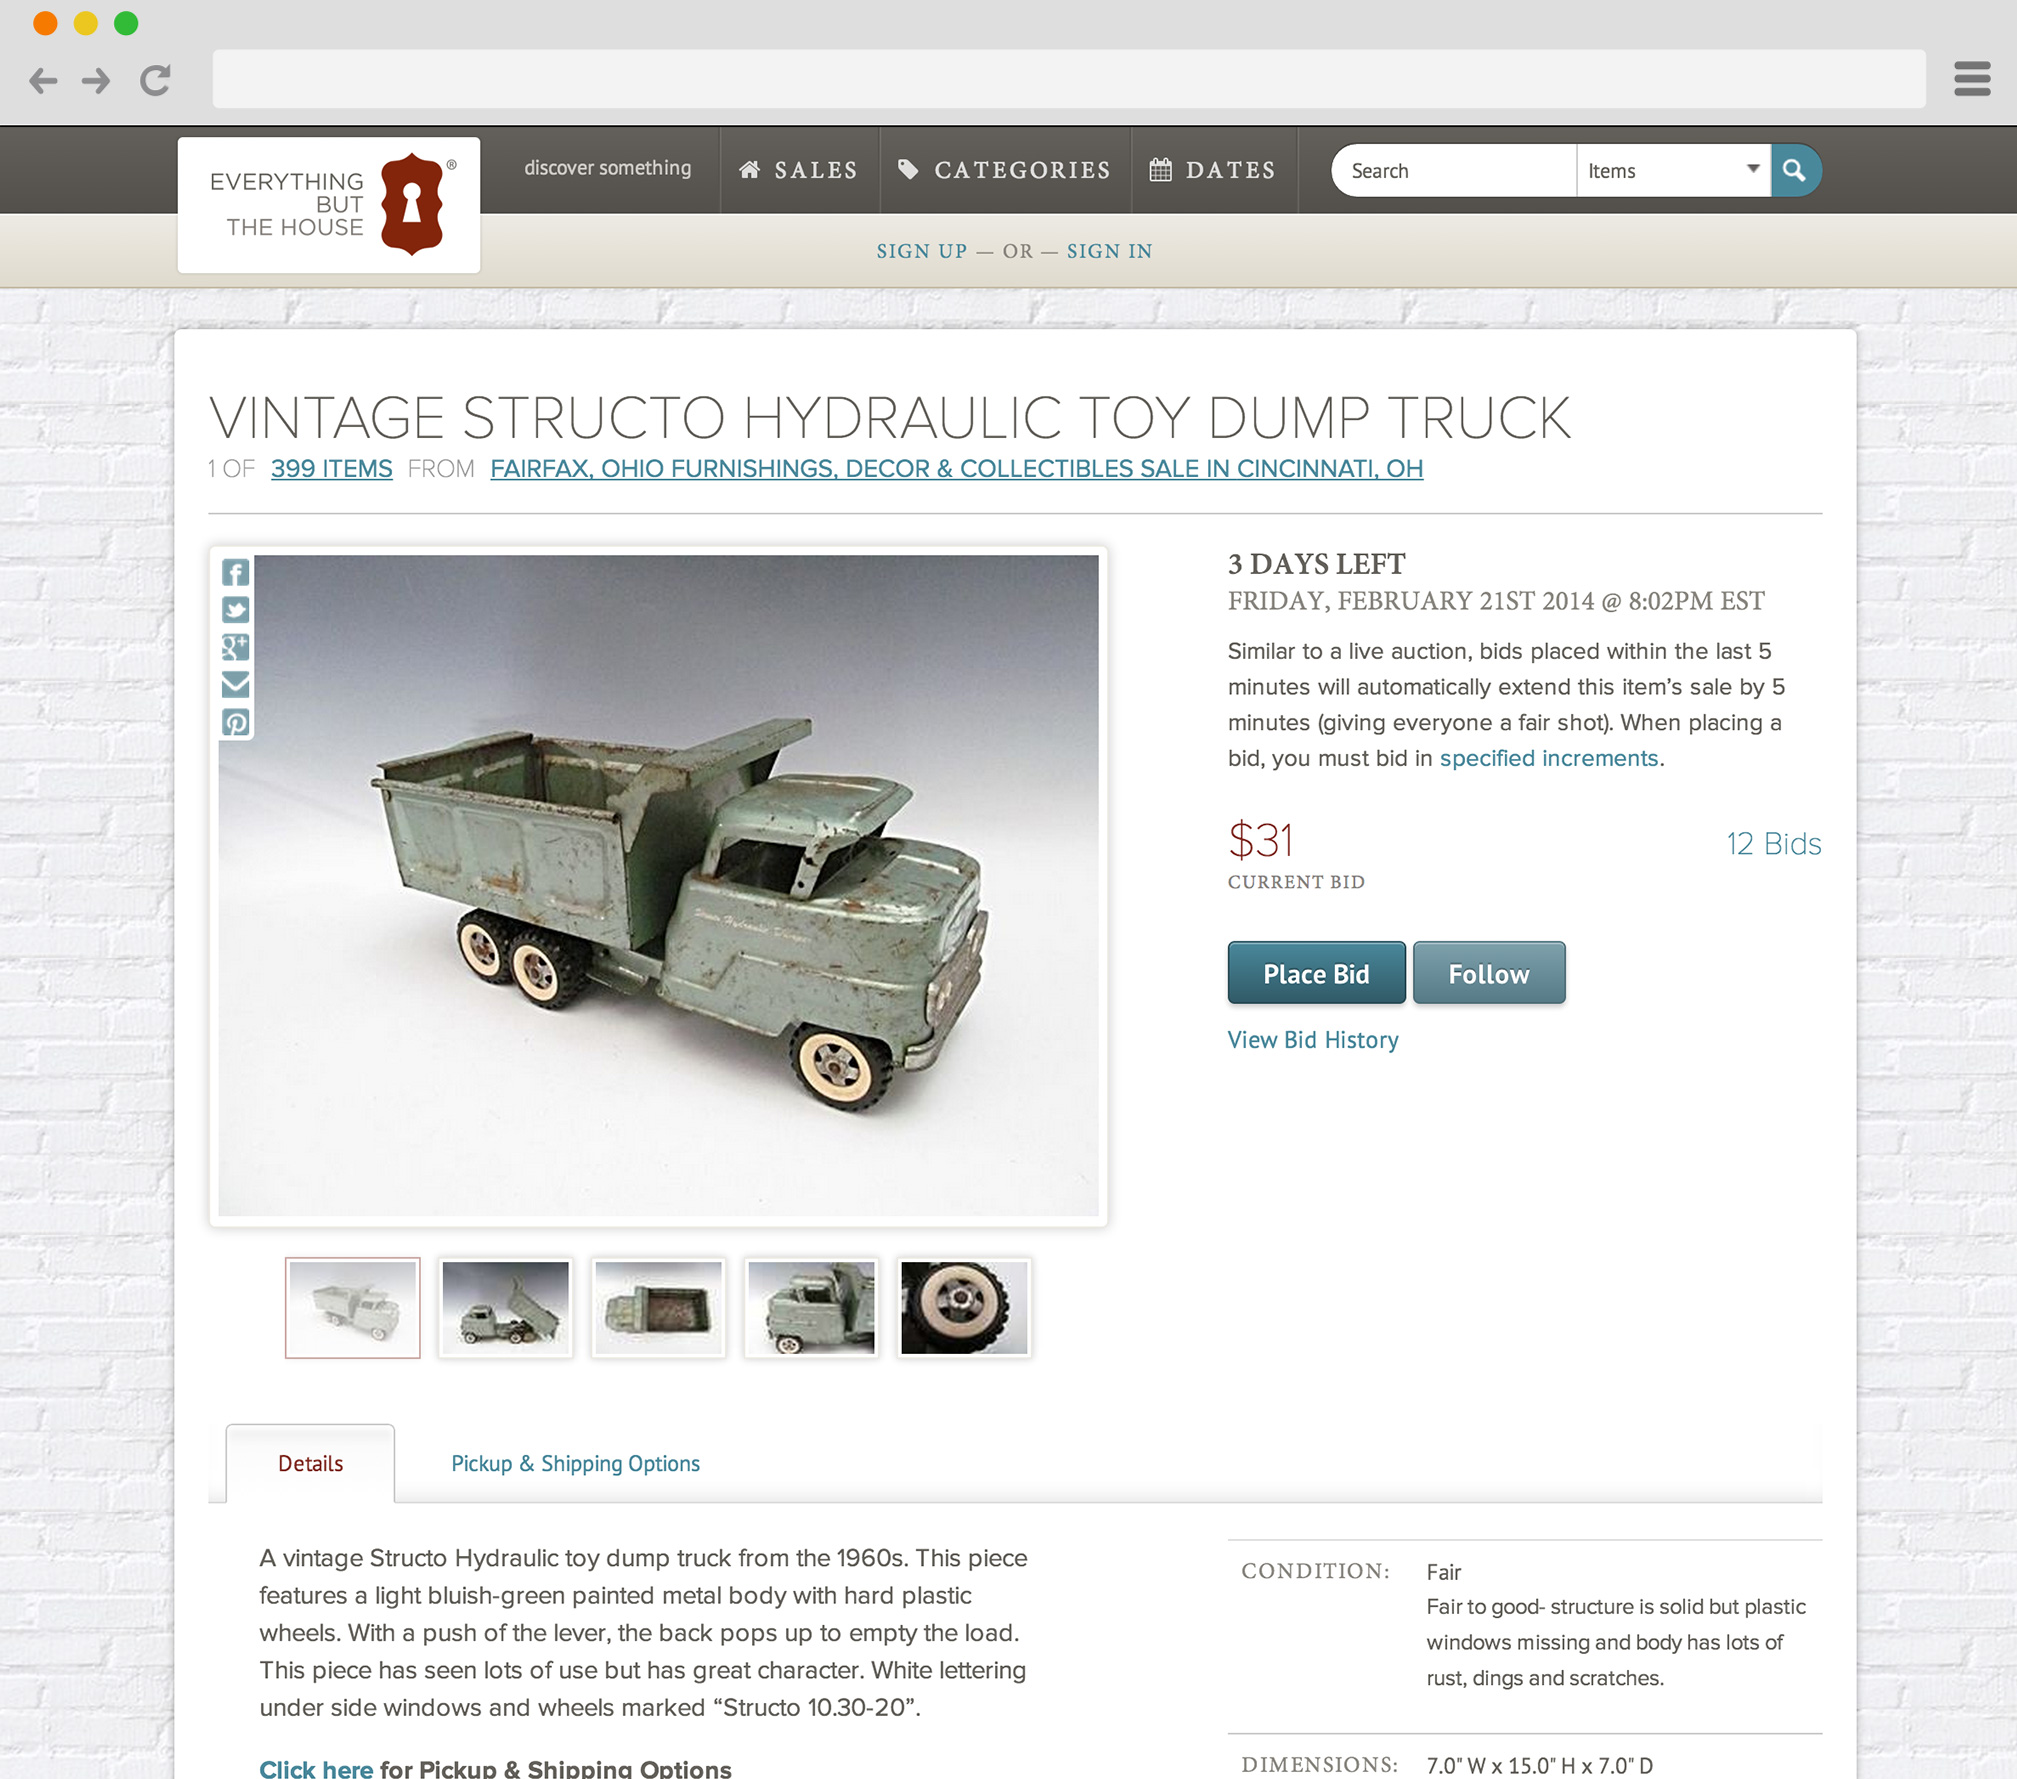 EVERYTHING
BUT
THE HOUSE
®
discover something
SALES
CATEGORIES
DATES
Search
Items
SIGN UP — OR — SIGN IN
VINTAGE STRUCTO HYDRAULIC TOY DUMP TRUCK
1 OF 399 ITEMS FROM FAIRFAX, OHIO FURNISHINGS, DECOR & COLLECTIBLES SALE IN CINCINNATI, OH
3 DAYS LEFT
FRIDAY, FEBRUARY 21ST 2014 @ 8:02PM EST
Similar to a live auction, bids placed within the last 5
minutes will automatically extend this item’s sale by 5
minutes (giving everyone a fair shot). When placing a
bid, you must bid in specified increments.
$31
12 Bids
CURRENT BID
Place Bid
Follow
View Bid History
Details
Pickup & Shipping Options
A vintage Structo Hydraulic toy dump truck from the 1960s. This piece
features a light bluish-green painted metal body with hard plastic
wheels. With a push of the lever, the back pops up to empty the load.
This piece has seen lots of use but has great character. White lettering
under side windows and wheels marked “Structo 10.30-20”.
Click here for Pickup & Shipping Options
CONDITION:
Fair
Fair to good- structure is solid but plastic
windows missing and body has lots of
rust, dings and scratches.
DIMENSIONS:
7.0" W x 15.0" H x 7.0" D